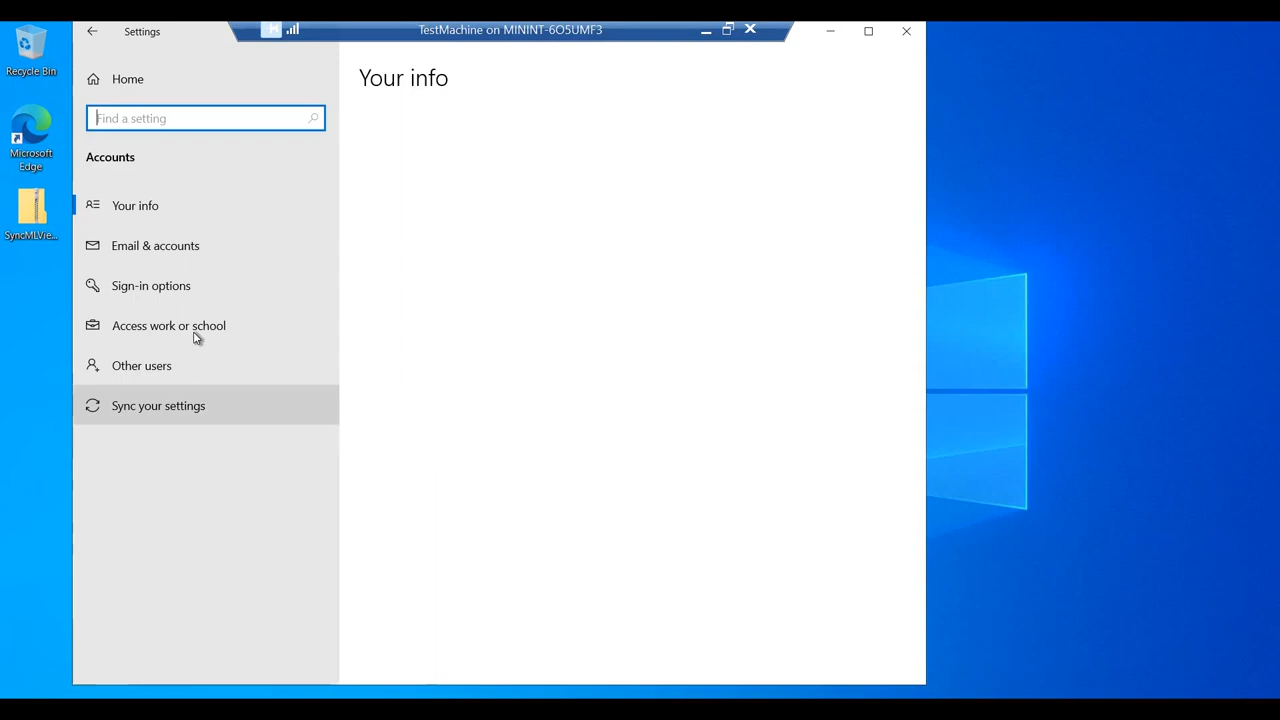 Recycle Bin
Microsoft
Edge
SyncMLVie...
Settings
TestMachine on MININT-6O5UMF3
Home
Find a setting
Accounts
Your info
Email & accounts
Sign-in options
Access work or school
Other users
Sync your settings
Your info